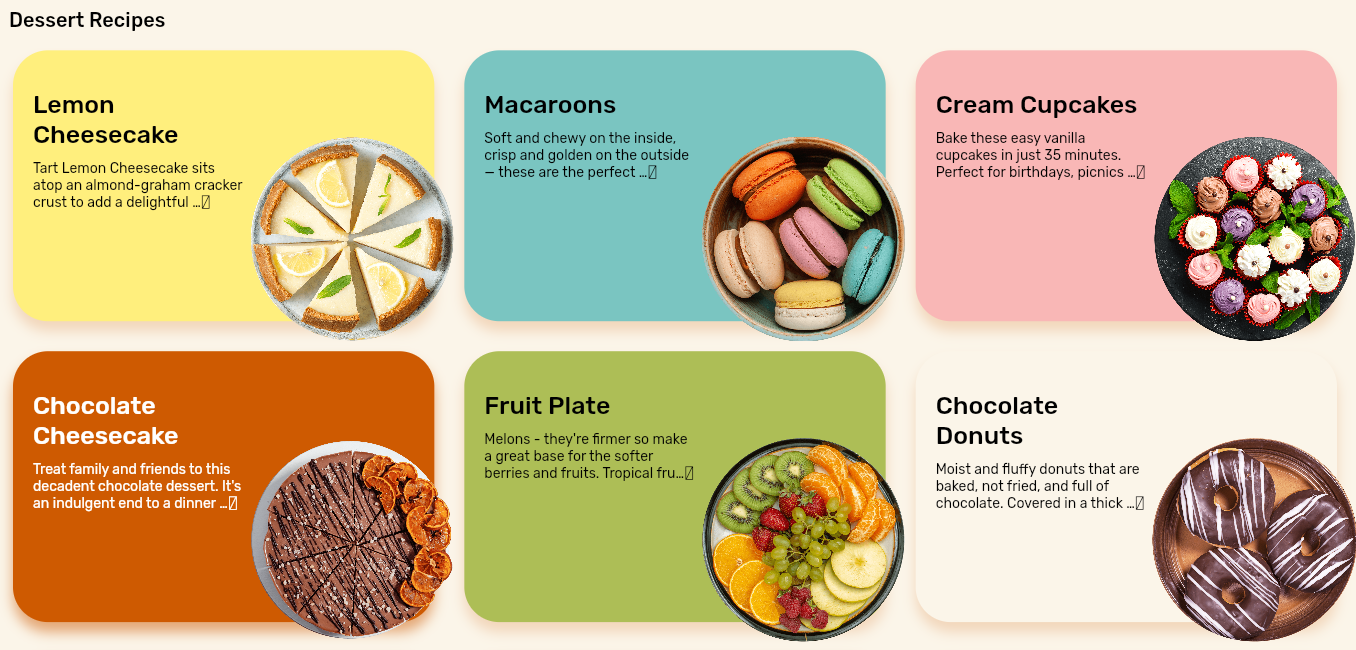 Dessert Recipes
Lemon
Cheesecake
Tart Lemon Cheesecake sits
atop an almond-graham cracker
crust to add a delightful ...
Macaroons
Soft and chewy on the inside,
crisp and golden on the outside
— these are the perfect ...
Cream Cupcakes
Bake these easy vanilla
cupcakes in just 35 minutes.
Perfect for birthdays, picnics ...
Chocolate
Cheesecake
Treat family and friends to this
decadent chocolate dessert. It's
an indulgent end to a dinner ...
Fruit Plate
Melons - they're firmer so make
a great base for the softer
berries and fruits. Tropical fru...
Chocolate
Donuts
Moist and fluffy donuts that are
baked, not fried, and full of
chocolate. Covered in a thick ...